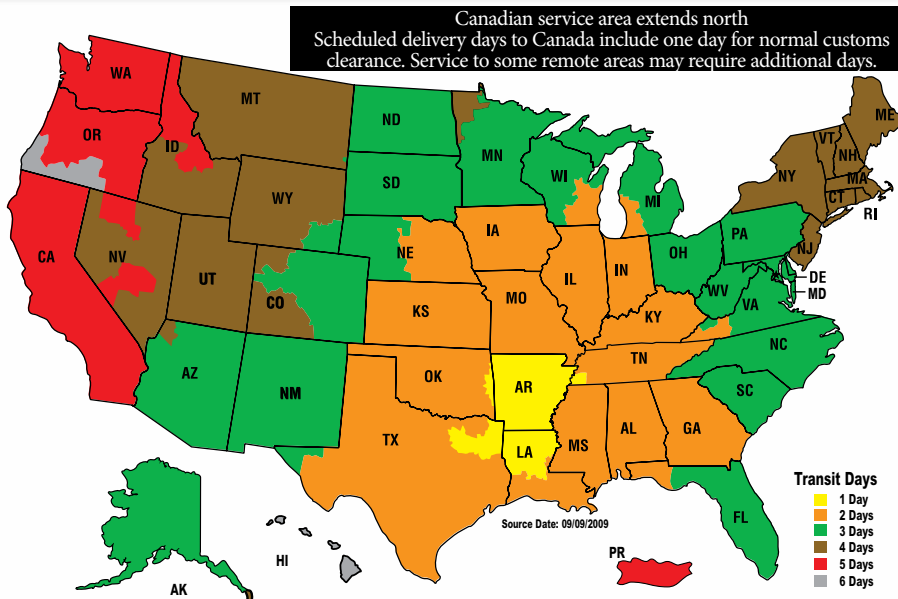 Canadian service area extends north
Scheduled delivery days to Canada include one day for normal customs
clearance. Service to some remote areas may require additional days.
WA
MT
ND
MN
OR
ID
SD
WI
MI
VT
ME
NH
NY
MA
CT
RI
WY
NE
IA
PA
NJ
CA
NV
UT
CO
IL
IN
OH
WV
VA
DE
MD
KS
MO
KY
AZ
NM
OK
AR
TN
NC
SC
TX
LA
MS
AL
GA
FL
Source Date: 09/09/2009
Transit Days
1 Day
2 Days
3 Days
4 Days
5 Days
6 Days
AK
HI
PR